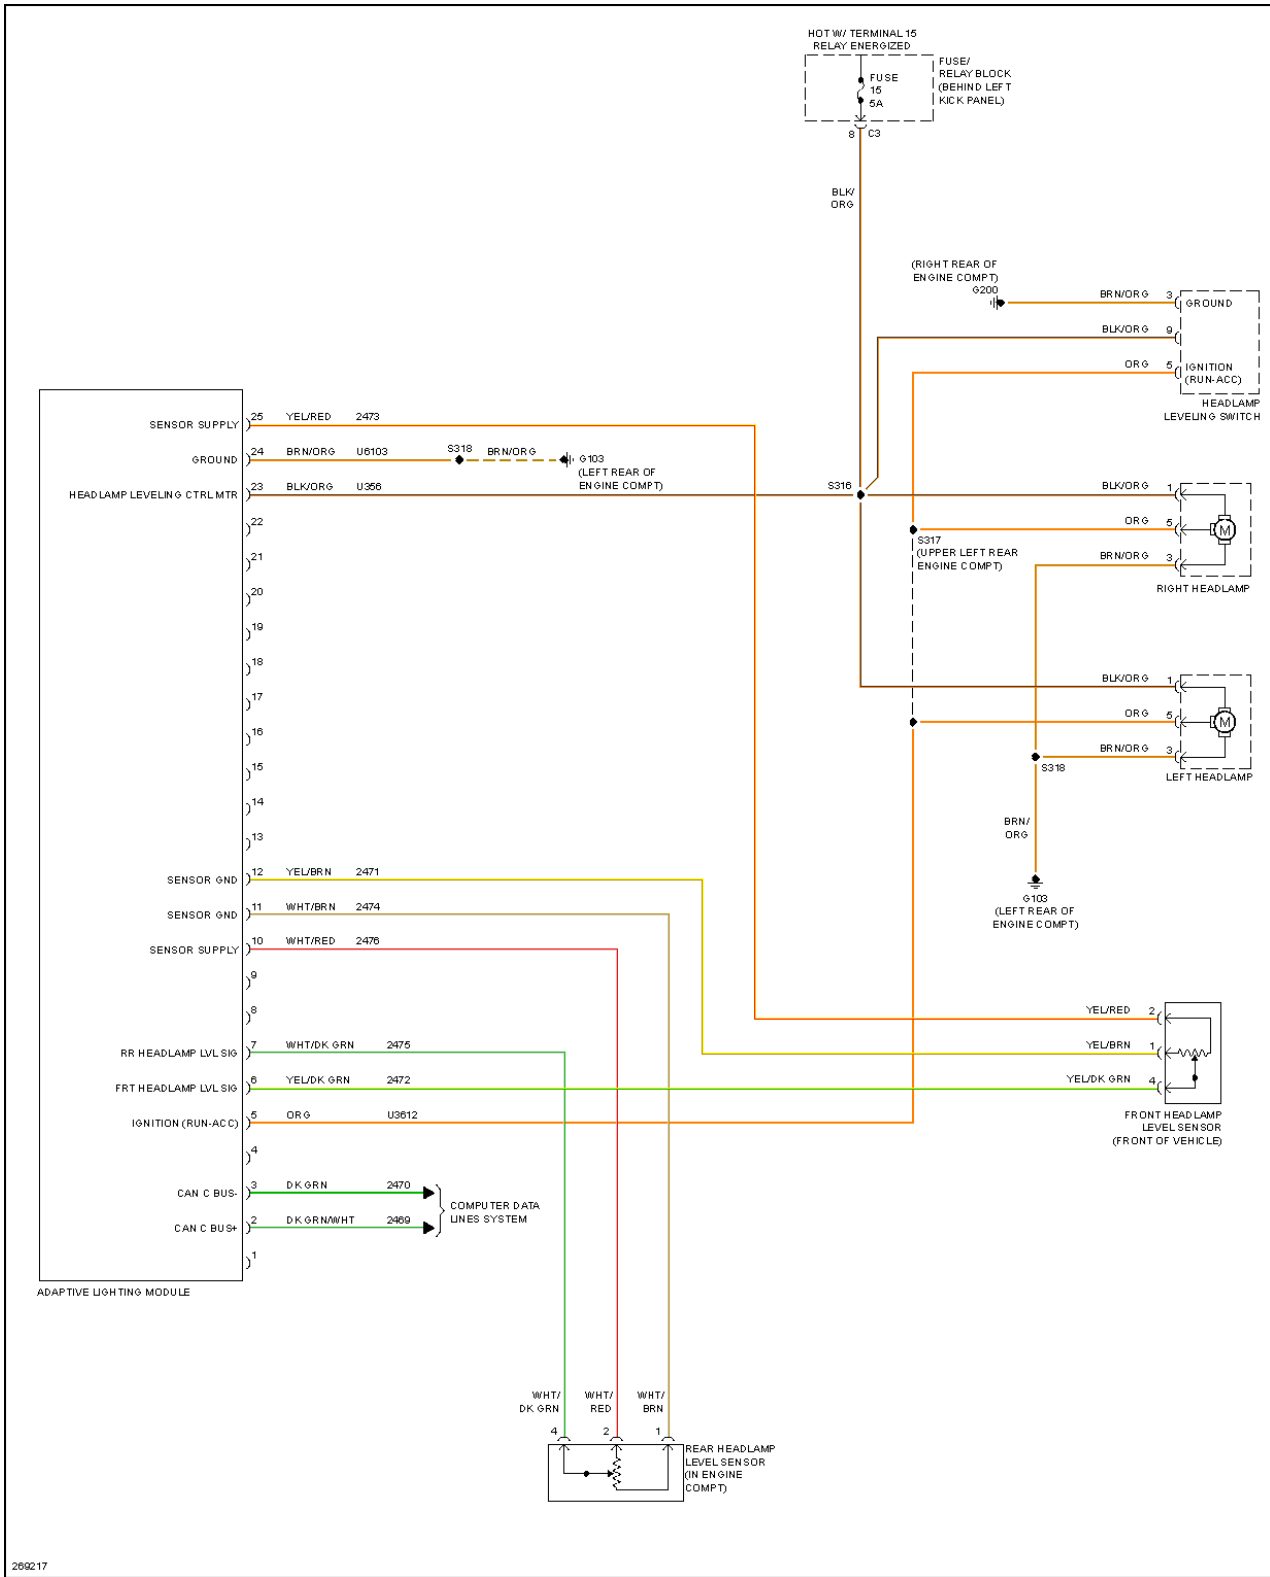 HOT W/ TERMINAL 15
RELAY ENERGIZED
FUSE
15
5A
FUSE/
RELAY BLOCK
(BEHIND LEFT
KICK PANEL)
8 C3
BLK/
ORG
(RIGHT REAR OF
ENGINE COMPT)
G200
BRN/ORG 3 GROUND
BLK/ORG 9
ORG 5 IGNITION
(RUN-ACC)
HEADLAMP
LEVELING SWITCH
SENSOR SUPPLY 25 YEL/RED 2473
GROUND 24 BRN/ORG U6103 S318 BRN/ORG G103
(LEFT REAR OF
ENGINE COMPT)
HEADLAMP LEVELING CTRL MTR 23 BLK/ORG U356
S316
BLK/ORG 1
ORG 5
M
BRN/ORG 3
RIGHT HEADLAMP
S317
(UPPER LEFT REAR
ENGINE COMPT)
22
21
20
19
18
17
16
15
14
13
BLK/ORG 1
ORG 5
M
BRN/ORG 3
LEFT HEADLAMP
S318
BRN/
ORG
G103
(LEFT REAR OF
ENGINE COMPT)
SENSOR GND 12 YEL/BRN 2471
SENSOR GND 11 WHT/BRN 2474
SENSOR SUPPLY 10 WHT/RED 2476
9
8
RR HEADLAMP LVL SIG 7 WHT/DK GRN 2475
FRT HEADLAMP LVL SIG 6 YEL/DK GRN 2472
IGNITION (RUN-ACC) 5 ORG U3612
4
CAN C BUS- 3 DK GRN 2470
CAN C BUS+ 2 DK GRN/WHT 2469
1
COMPUTER DATA
LINES SYSTEM
ADAPTIVE LIGHTING MODULE
YEL/RED 2
YEL/BRN 1
YEL/DK GRN 4
FRONT HEADLAMP
LEVEL SENSOR
(FRONT OF VEHICLE)
WHT/
DK GRN
WHT/
RED
WHT/
BRN
4 2 1
REAR HEADLAMP
LEVEL SENSOR
(IN ENGINE
COMPT)
269217